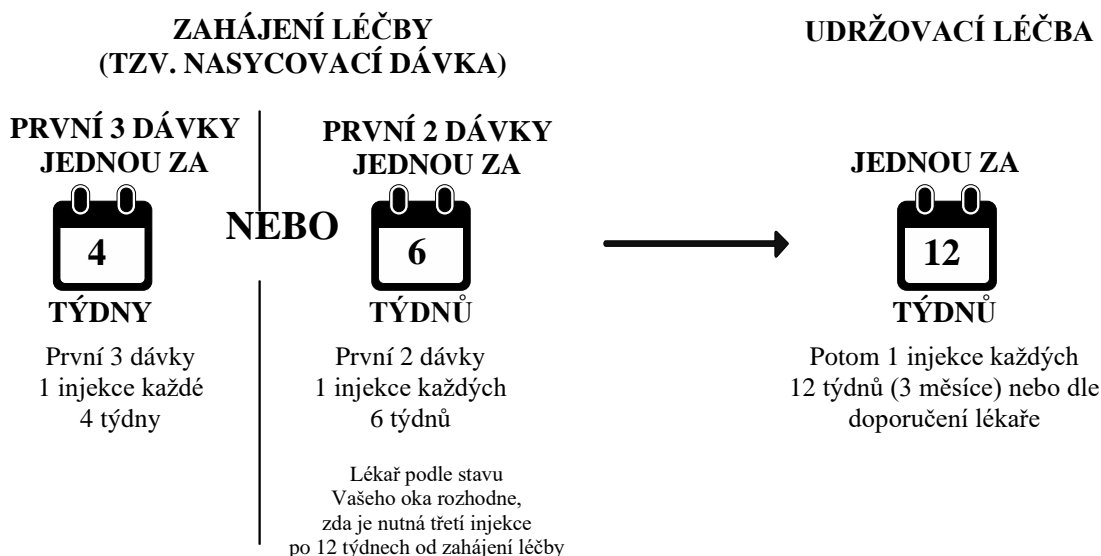 ZAHÁJENÍ LÉČBY
(TZV. NASYCOVACÍ DÁVKA)
PRVNÍ 3 DÁVKY
JEDNOU ZA
4
TÝDNY
První 3 dávky
1 injekce každé
4 týdny
NEBO
PRVNÍ 2 DÁVKY
JEDNOU ZA
6
TÝDNŮ
První 2 dávky
1 injekce každých
6 týdnů
Lékař podle stavu
Vašeho oka rozhodne,
zda je nutná třetí injekce
po 12 týdnech od zahájení léčby
UDRŽOVACÍ LÉČBA
JEDNOU ZA
12
TÝDNŮ
Potom 1 injekce každých
12 týdnů (3 měsíce) nebo dle
doporučení lékaře